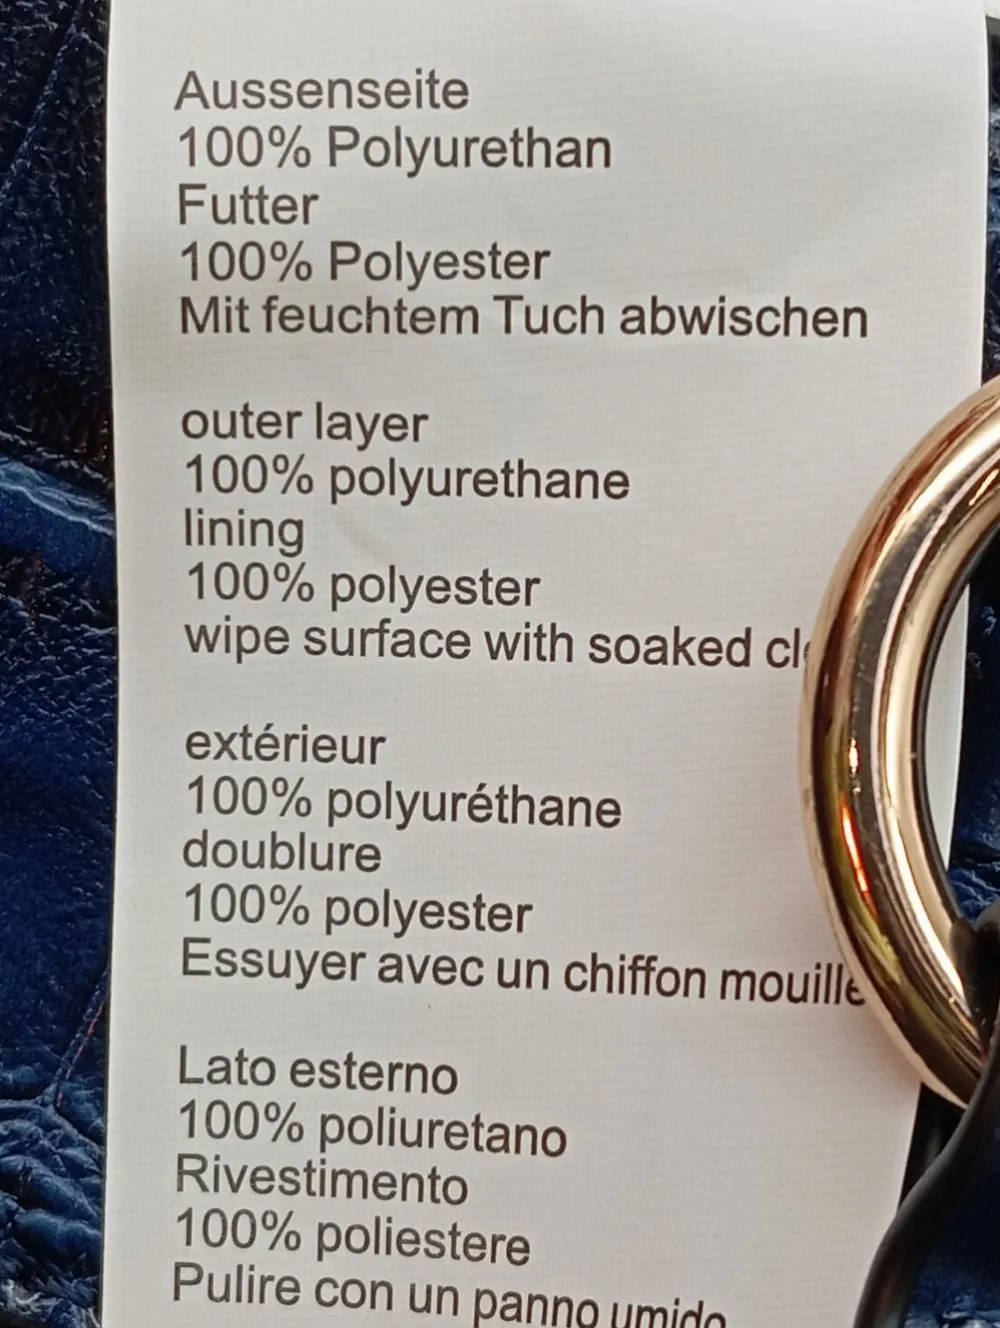 Aussenseite
100% Polyurethan
Futter
100% Polyester
Mit feuchtem Tuch abwischen
outer layer
100% polyurethane
lining
100% polyester
wipe surface with soaked
extérieur
100% polyuréthane
doublure
100% polyester
Essuyer avec un chiffon mouillé
Lato esterno
100% poliuretano
Rivestimento
100% poliestere
Pulire con un panno umido